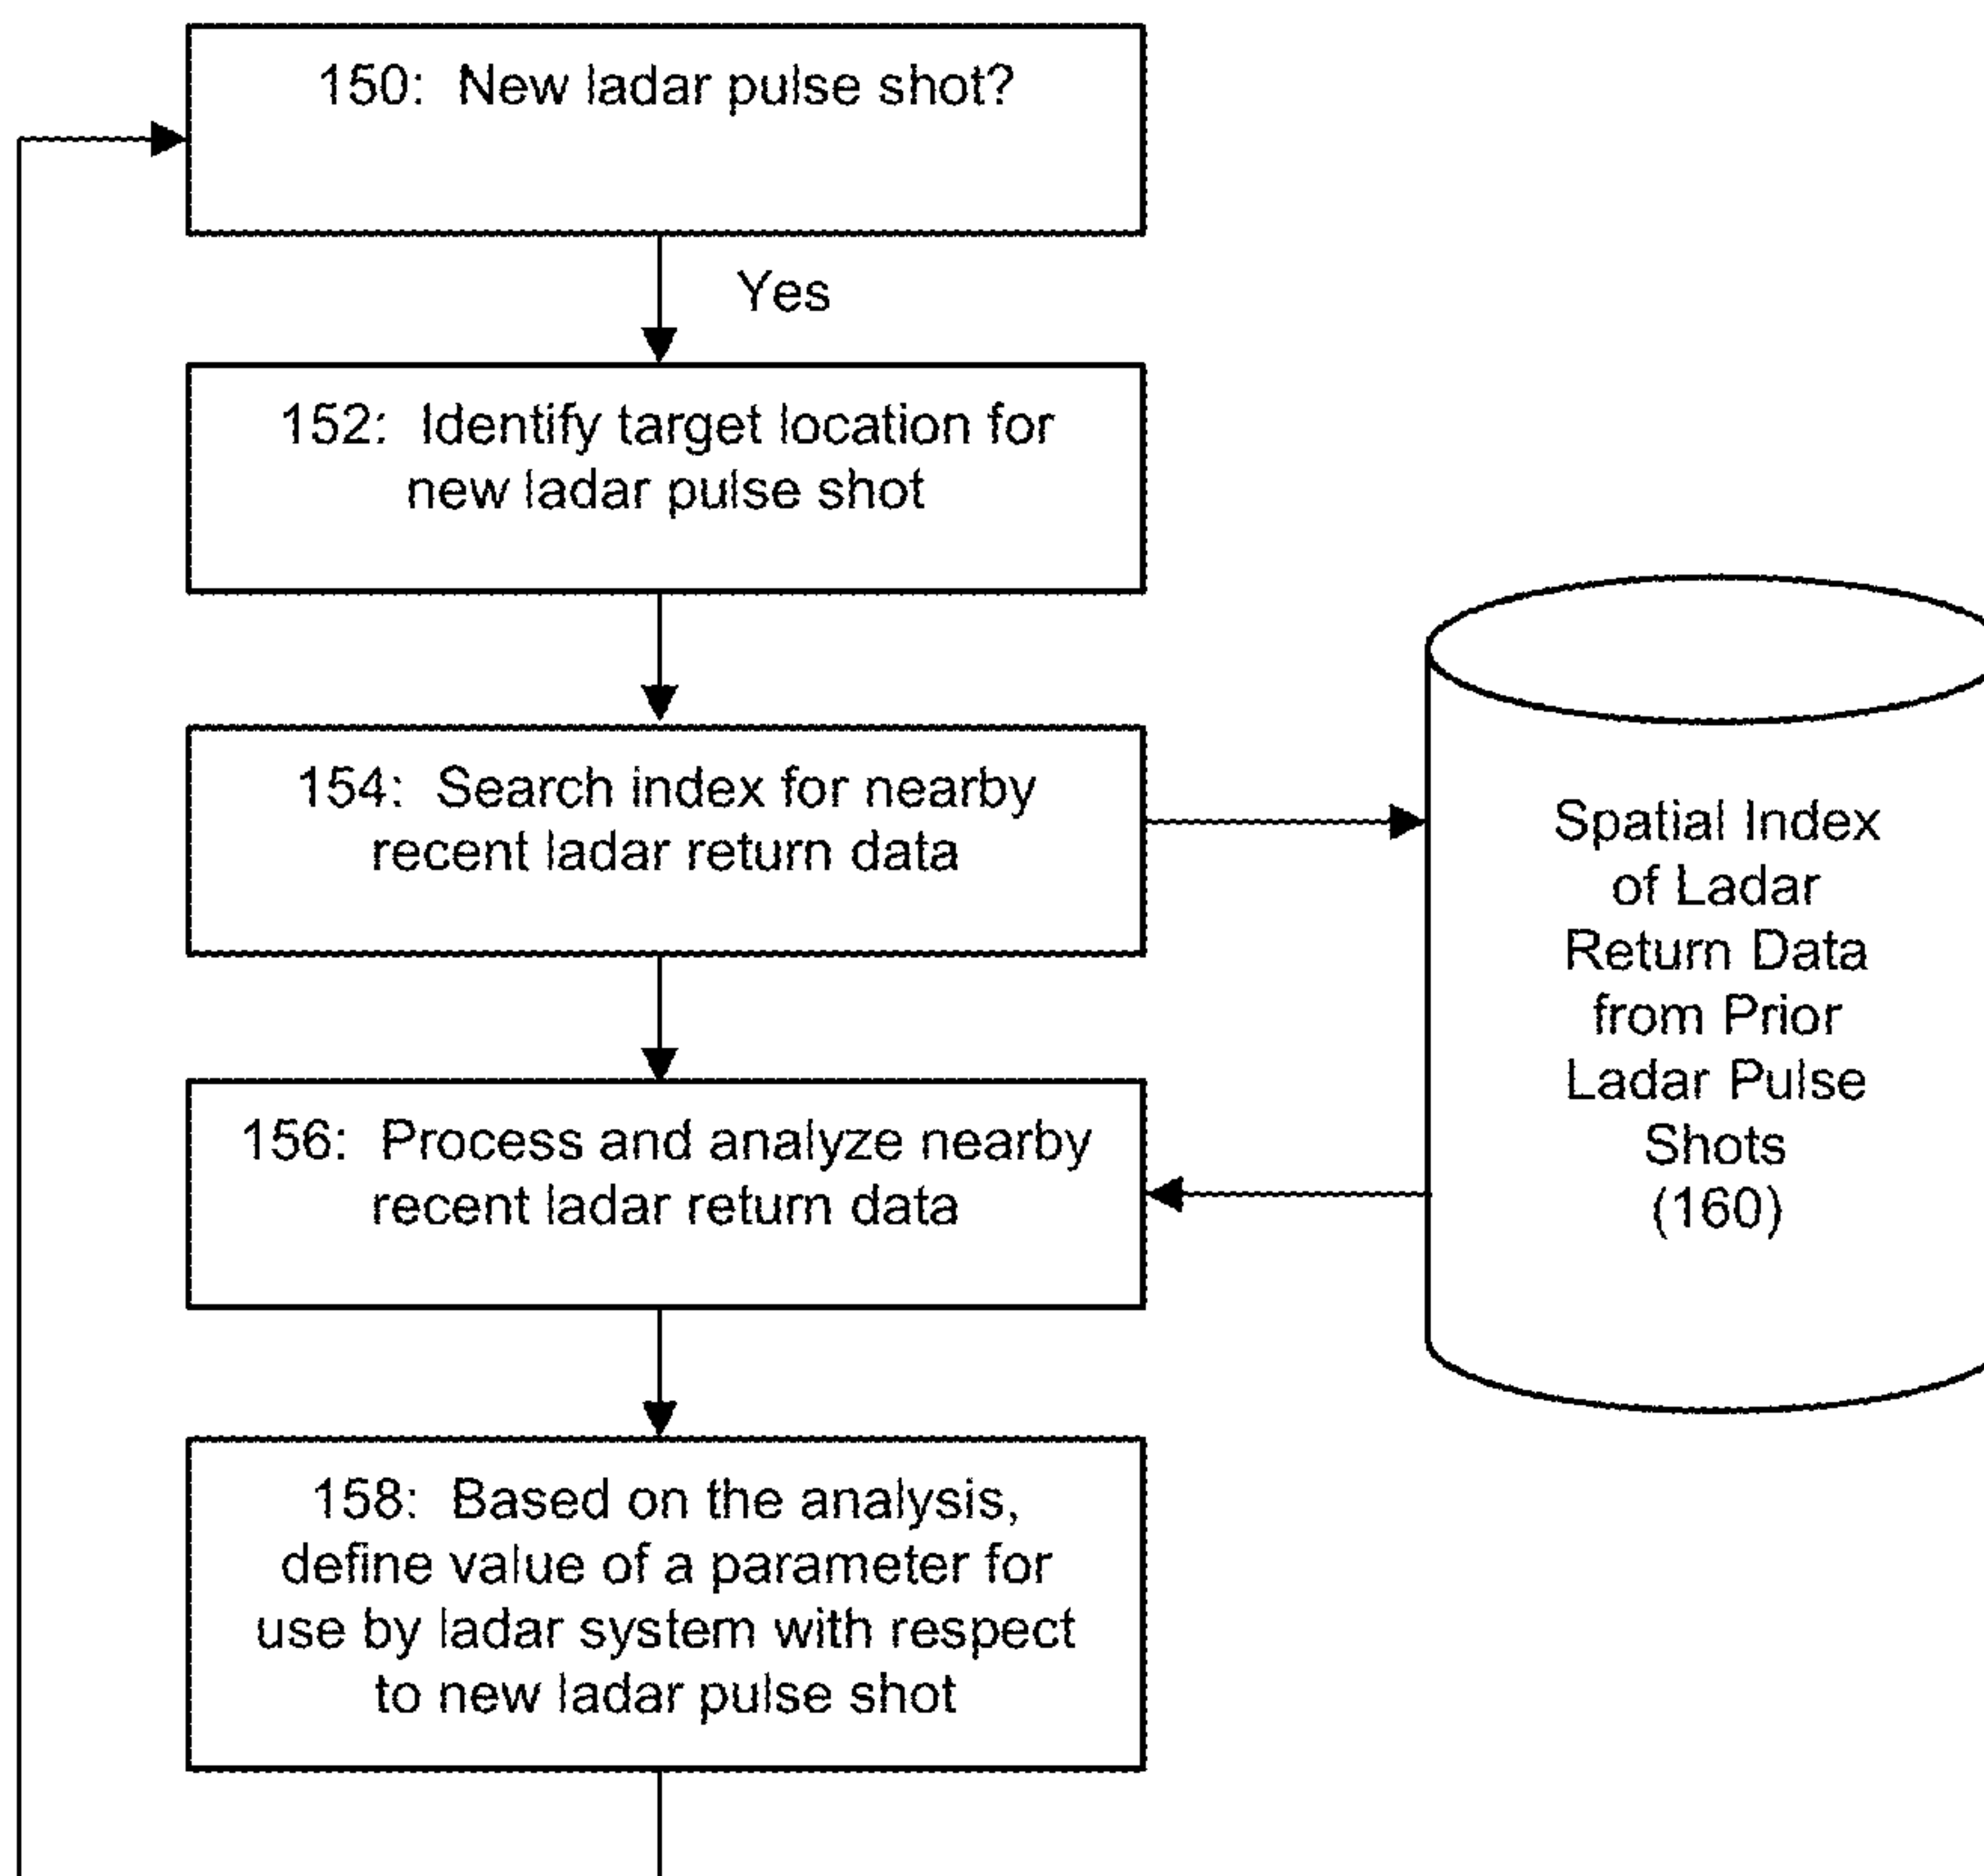 150: New ladar pulse shot?
Yes
152: Identify target location for
new ladar pulse shot
154: Search index for nearby
recent ladar return data
156: Process and analyze nearby
recent ladar return data
158: Based on the analysis,
define value of a parameter for
use by ladar system with respect
to new ladar pulse shot
Spatial Index
of Ladar
Return Data
from Prior
Ladar Pulse
Shots
(160)